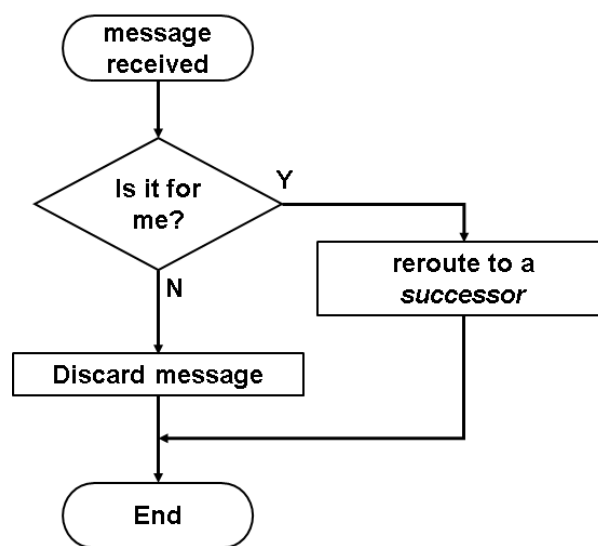 message
received
Is it for
me?
Y
N
reroute to a
successor
Discard message
End